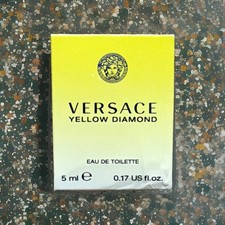 VERSACE
YELLOW DIAMOND
EAU DE TOILETTE
5 ml ℮ 0.17 US fl.oz.